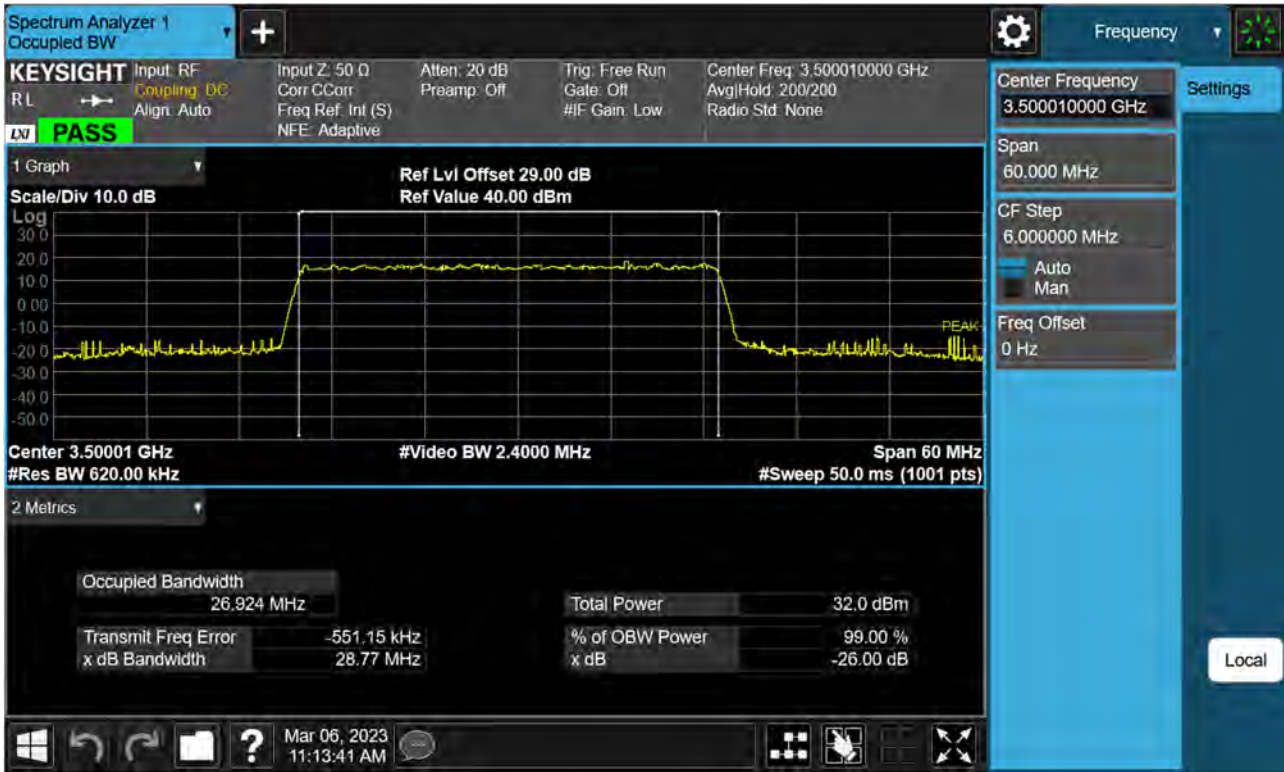 Spectrum Analyzer 1
Occupied BW
+
Frequency
KEYSIGHT
RL
LXI
PASS
Input: RF
Coupling: DC
Align: Auto
Input Z: 50 Ω
Corr CCorr
Freq Ref: Int (S)
NFE: Adaptive
Atten: 20 dB
Preamp: Off
Trig: Free Run
Gate: Off
#IF Gain: Low
Center Freq: 3.500010000 GHz
Avg|Hold: 200/200
Radio Std: None
Center Frequency
3.500010000 GHz
Settings
Span
60.000 MHz
CF Step
6.000000 MHz
Auto
Man
Freq Offset
0 Hz
Local
1 Graph
Scale/Div 10.0 dB
Ref Lvl Offset 29.00 dB
Ref Value 40.00 dBm
Log
30.0
20.0
10.0
0.00
-10.0
-20.0
-30.0
-40.0
-50.0
PEAK
Center 3.50001 GHz
#Video BW 2.4000 MHz
Span 60 MHz
#Res BW 620.00 kHz
#Sweep 50.0 ms (1001 pts)
2 Metrics
Occupied Bandwidth
26.924 MHz
Total Power 32.0 dBm
Transmit Freq Error -551.15 kHz
% of OBW Power 99.00 %
x dB Bandwidth 28.77 MHz
x dB -26.00 dB
?
Mar 06, 2023
11:13:41 AM